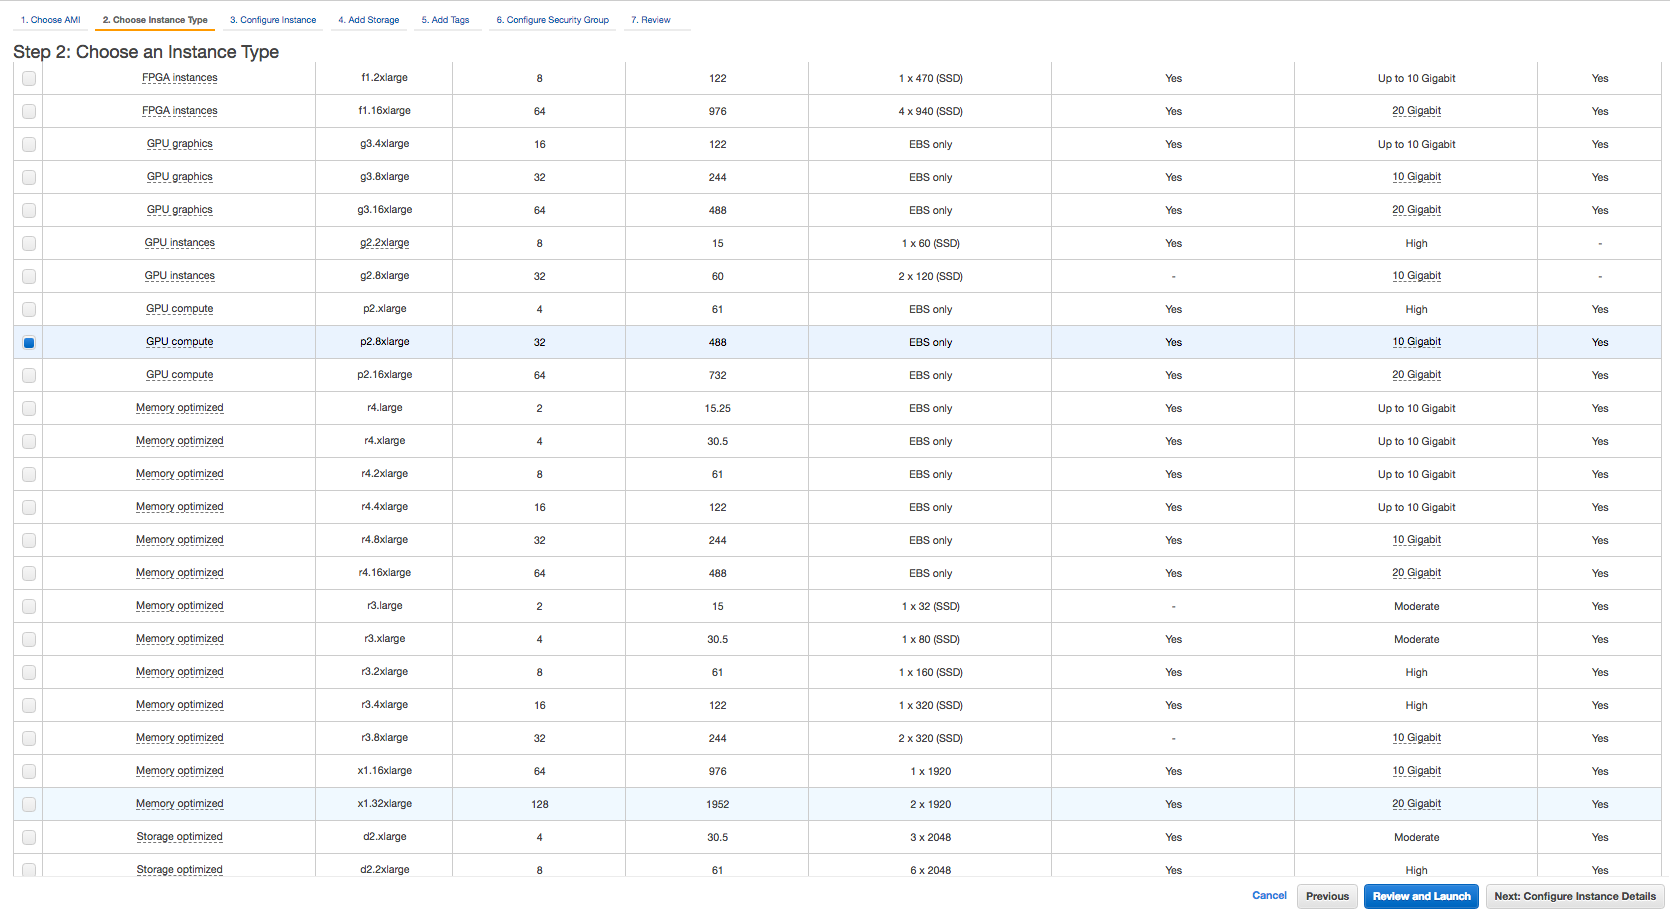 1. Choose AMI 2. Choose Instance Type 3. Configure Instance 4. Add Storage 5. Add Tags 6. Configure Security Group 7. Review
Step 2: Choose an Instance Type
FPGA instances f1.2xlarge 8 122 1 x 470 (SSD) Yes Up to 10 Gigabit Yes
FPGA instances f1.16xlarge 64 976 4 x 940 (SSD) Yes 20 Gigabit Yes
GPU graphics g3.4xlarge 16 122 EBS only Yes Up to 10 Gigabit Yes
GPU graphics g3.8xlarge 32 244 EBS only Yes 10 Gigabit Yes
GPU graphics g3.16xlarge 64 488 EBS only Yes 20 Gigabit Yes
GPU instances g2.2xlarge 8 15 1 x 60 (SSD) Yes High -
GPU instances g2.8xlarge 32 60 2 x 120 (SSD) - 10 Gigabit -
GPU compute p2.xlarge 4 61 EBS only Yes High Yes
GPU compute p2.8xlarge 32 488 EBS only Yes 10 Gigabit Yes
GPU compute p2.16xlarge 64 732 EBS only Yes 20 Gigabit Yes
Memory optimized r4.large 2 15.25 EBS only Yes Up to 10 Gigabit Yes
Memory optimized r4.xlarge 4 30.5 EBS only Yes Up to 10 Gigabit Yes
Memory optimized r4.2xlarge 8 61 EBS only Yes Up to 10 Gigabit Yes
Memory optimized r4.4xlarge 16 122 EBS only Yes Up to 10 Gigabit Yes
Memory optimized r4.8xlarge 32 244 EBS only Yes 10 Gigabit Yes
Memory optimized r4.16xlarge 64 488 EBS only Yes 20 Gigabit Yes
Memory optimized r3.large 2 15 1 x 32 (SSD) - Moderate Yes
Memory optimized r3.xlarge 4 30.5 1 x 80 (SSD) Yes Moderate Yes
Memory optimized r3.2xlarge 8 61 1 x 160 (SSD) Yes High Yes
Memory optimized r3.4xlarge 16 122 1 x 320 (SSD) Yes High Yes
Memory optimized r3.8xlarge 32 244 2 x 320 (SSD) - 10 Gigabit Yes
Memory optimized x1.16xlarge 64 976 1 x 1920 Yes 10 Gigabit Yes
Memory optimized x1.32xlarge 128 1952 2 x 1920 Yes 20 Gigabit Yes
Storage optimized d2.xlarge 4 30.5 3 x 2048 Yes Moderate Yes
Storage optimized d2.2xlarge 8 61 6 x 2048 Yes High Yes
Cancel Previous Review and Launch Next: Configure Instance Details